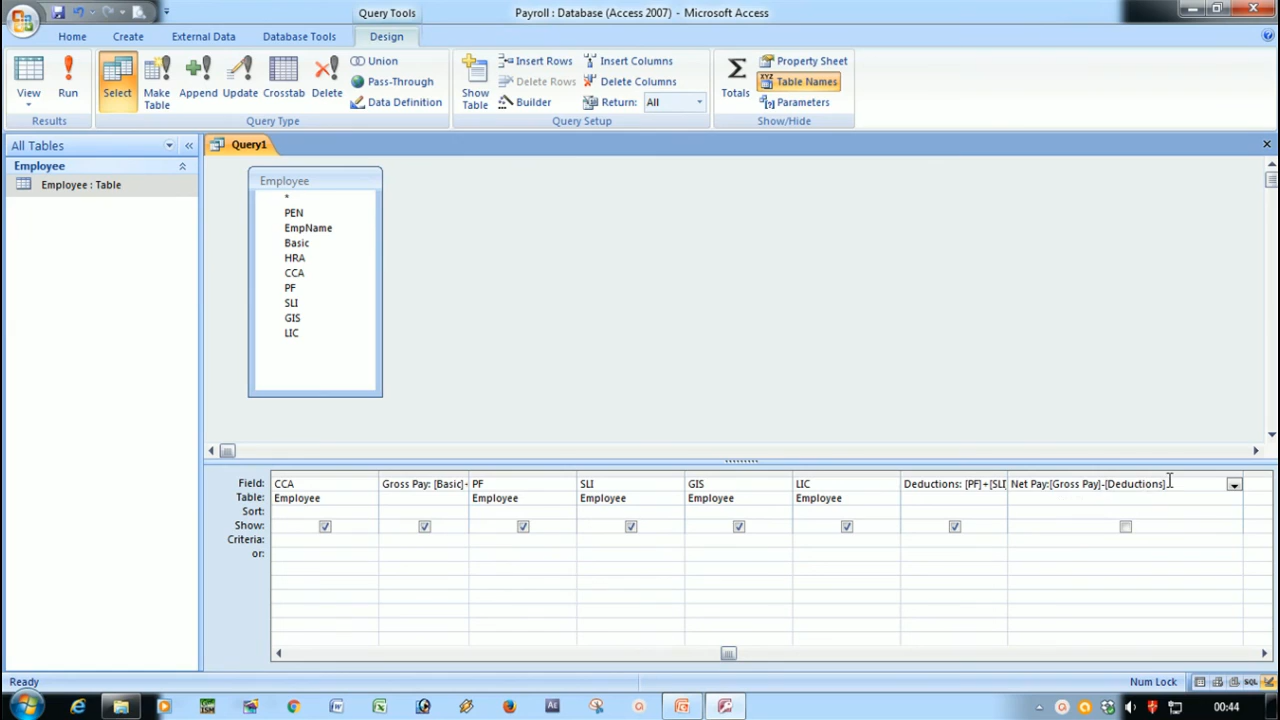 Query Tools
Payroll : Database (Access 2007) - Microsoft Access
Home Create External Data Database Tools Design
View
Run
Results
Select
Make Table
Append
Update
Crosstab
Delete
Union
Pass-Through
Data Definition
Query Type
Show Table
Insert Rows
Delete Rows
Builder
Insert Columns
Delete Columns
Return: All
Query Setup
Totals
Property Sheet
Table Names
Parameters
Show/Hide
All Tables
Employee
Employee : Table
Query1
Employee
*
PEN
EmpName
Basic
HRA
CCA
PF
SLI
GIS
LIC
Field: CCA Gross Pay: [Basic]- PF SLI GIS LIC Deductions: [PF]+[SLI] Net Pay:[Gross Pay]-[Deductions]
Table: Employee Employee Employee Employee Employee
Sort:
Show:
Criteria:
or:
Ready
Num Lock
SQL
00:44